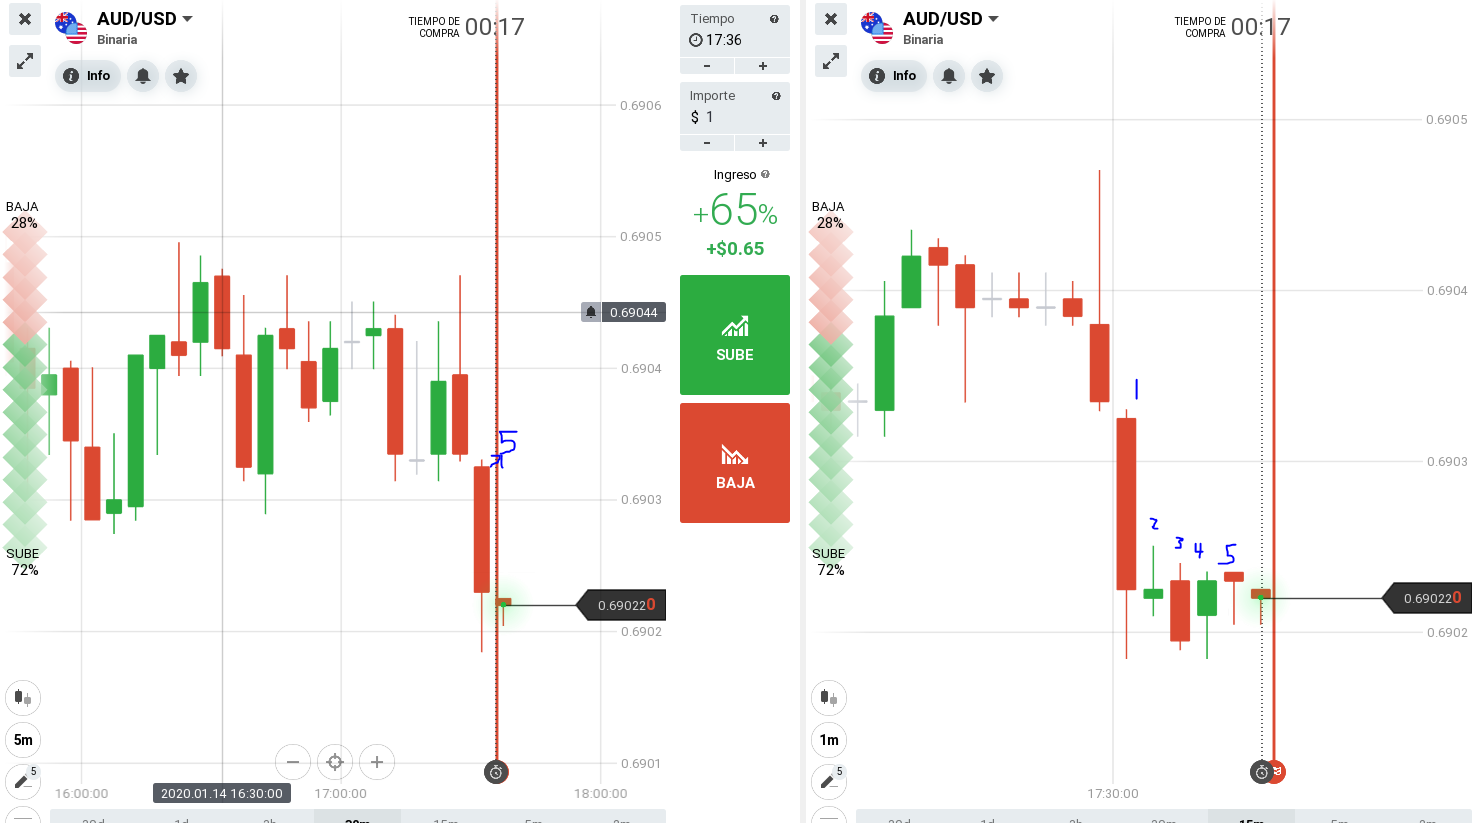 AUD/USD
Binaria
TIEMPO DE
COMPRA 00:17
Info
0.6906
BAJA
28%
0.6905
0.69044
0.6904
5
0.6903
SUBE
72%
0.690220
0.6902
5m
5
0.6901
16:00:00
2020.01.14 16:30:00
17:00:00
18:00:00
Tiempo
17:36
-
+
Importe
$ 1
-
+
Ingreso
+65%
+$0.65
SUBE
BAJA
AUD/USD
Binaria
TIEMPO DE
COMPRA 00:17
Info
0.6905
BAJA
28%
0.6904
1
0.6903
2
3
4
5
SUBE
72%
0.690220
0.6902
1m
5
17:30:00